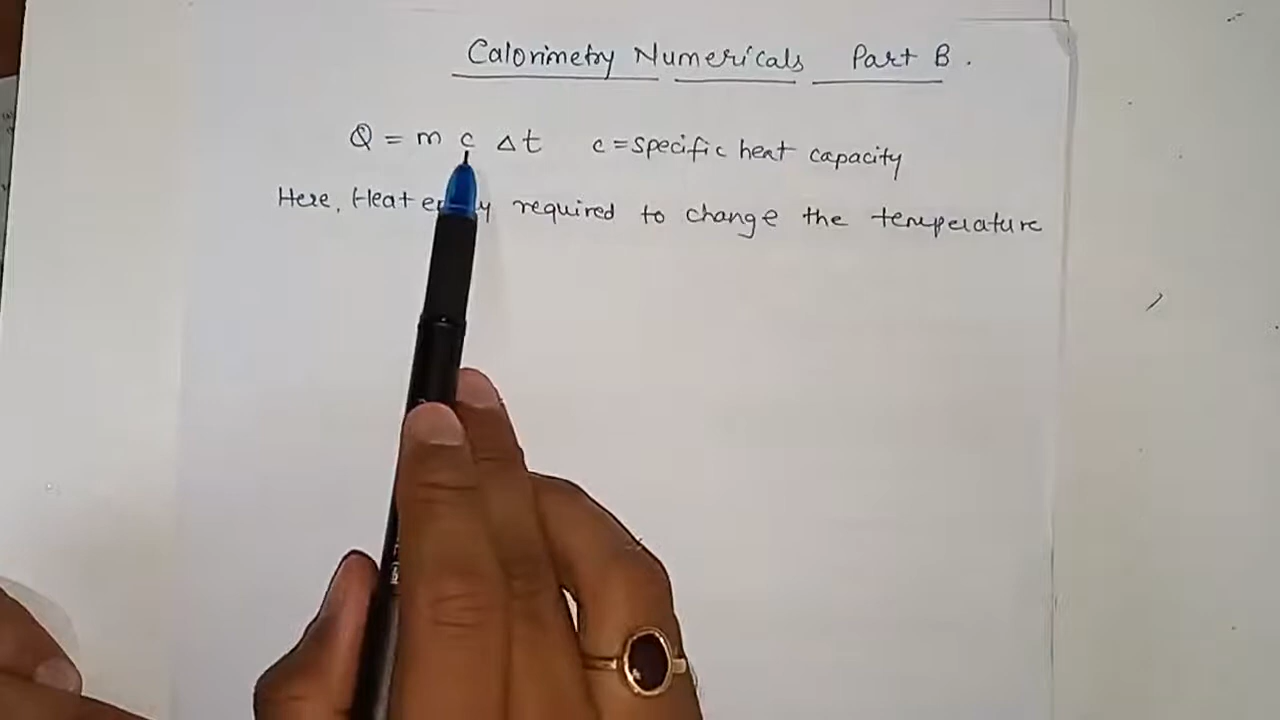 Calorimetry Numericals Part B.
Q = m c Δt c = specific heat capacity
Here, Heat required to change the temperature